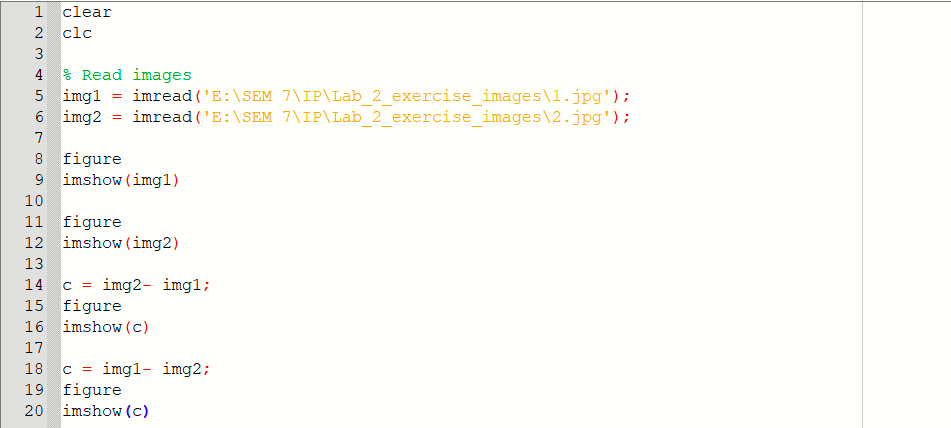 1 clear
2 clc
3
4 % Read images
5 img1 = imread('E:\SEM 7\IP\Lab_2_exercise_images\1.jpg');
6 img2 = imread('E:\SEM 7\IP\Lab_2_exercise_images\2.jpg');
7
8 figure
9 imshow(img1)
10
11 figure
12 imshow(img2)
13
14 c = img2- img1;
15 figure
16 imshow(c)
17
18 c = img1- img2;
19 figure
20 imshow(c)